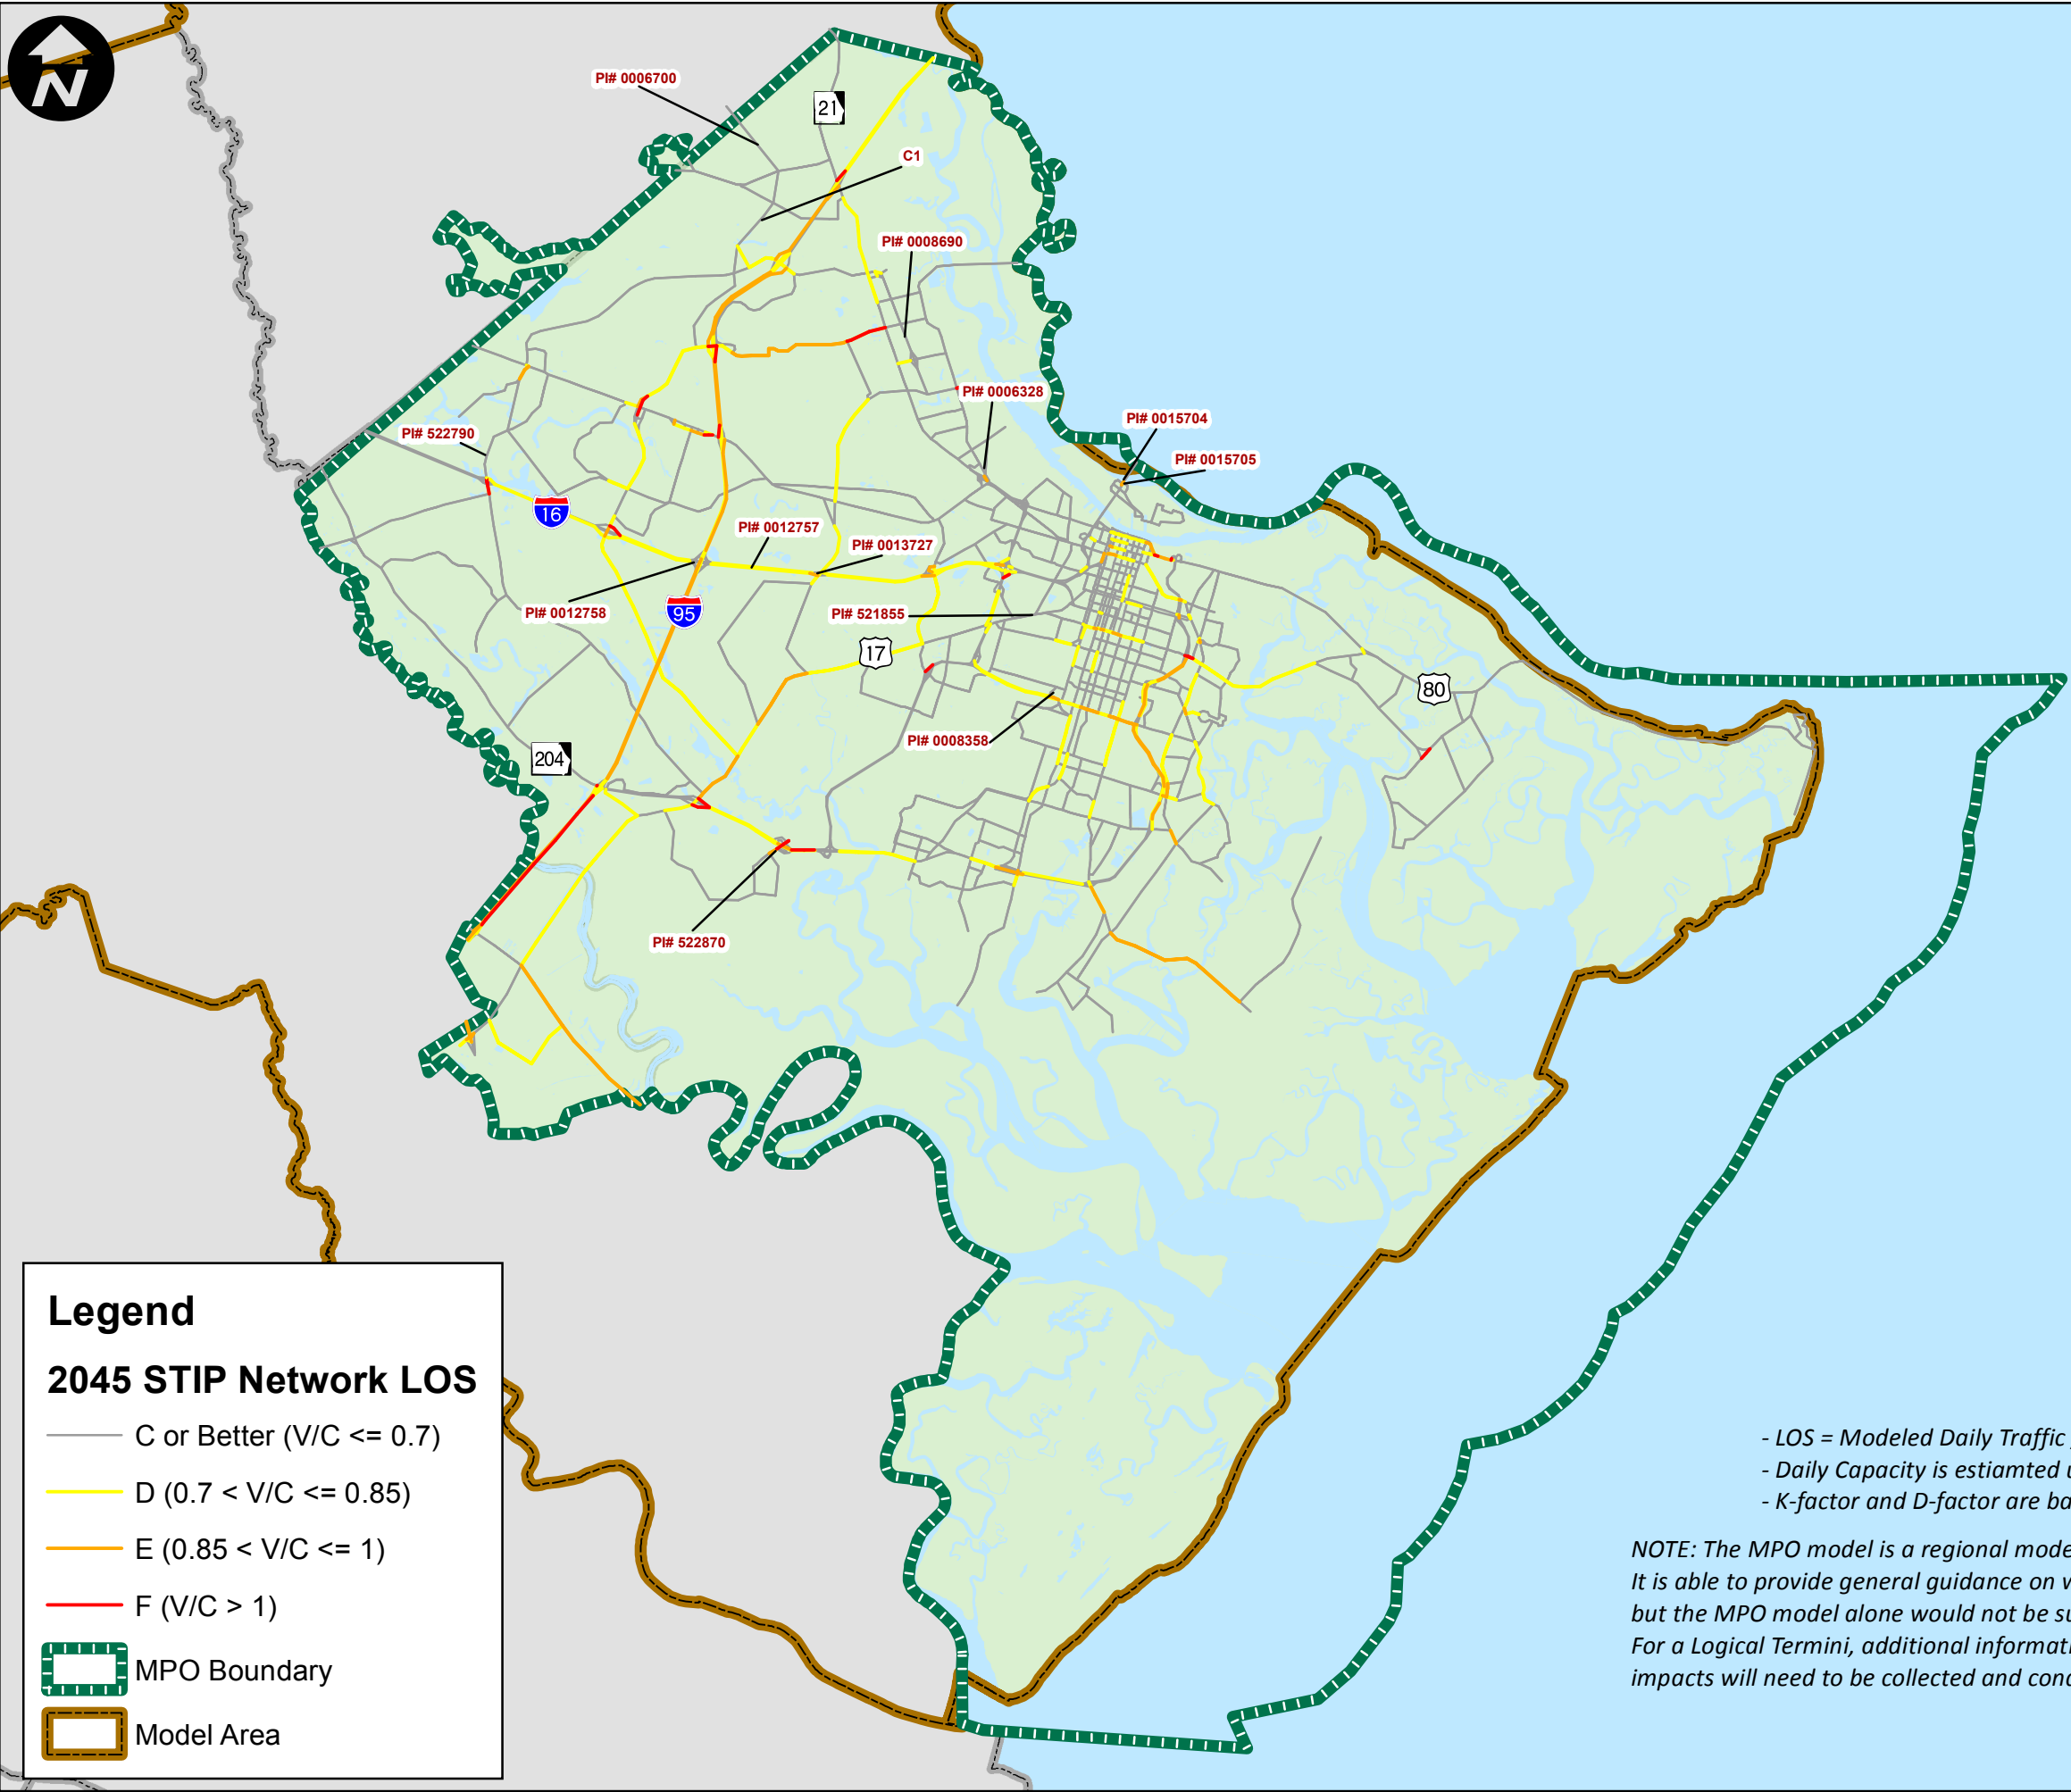 N
PI# 0006700
21
C1
PI# 0008690
PI# 0006328
PI# 0015704
PI# 522790
PI# 0015705
16
PI# 0012757
PI# 0013727
PI# 0012758
95
PI# 521855
17
80
PI# 0008358
204
PI# 522870
Legend
2045 STIP Network LOS
C or Better (V/C <= 0.7)
D (0.7 < V/C <= 0.85)
E (0.85 < V/C <= 1)
F (V/C > 1)
MPO Boundary
Model Area
- LOS = Modeled Daily Traffic
- Daily Capacity is estiamted
- K-factor and D-factor are
NOTE: The MPO model is a regional
It is able to provide general guidance on
but the MPO model alone would not be
For a Logical Termini, additional
impacts will need to be collected and